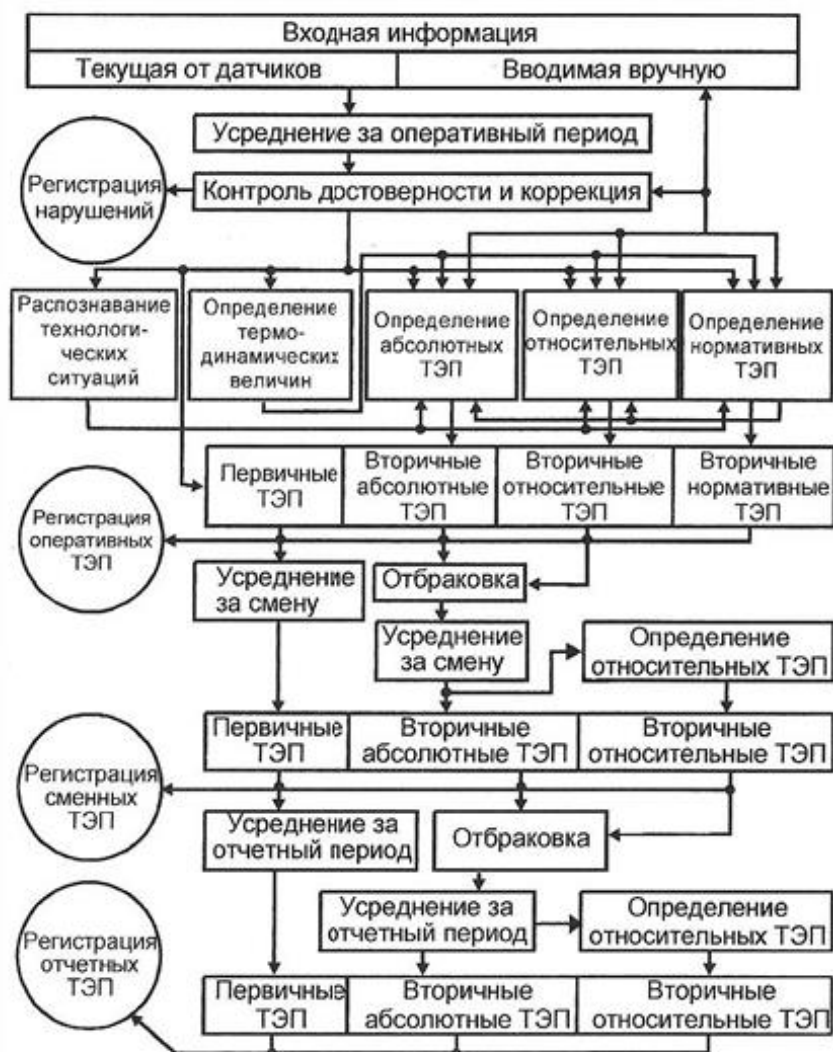 Входная информация
Текущая от датчиков
Вводимая вручную
Усреднение за оперативный период
Регистрация
нарушений
Контроль достоверности и коррекция
Распознавание
технологи-
ческих
ситуаций
Определение
термо-
динамических
величин
Определение
абсолютных
ТЭП
Определение
относительных
ТЭП
Определение
нормативных
ТЭП
Первичные
ТЭП
Вторичные
абсолютные
ТЭП
Вторичные
относительные
ТЭП
Вторичные
нормативные
ТЭП
Регистрация
оперативных
ТЭП
Усреднение
за смену
Отбраковка
Усреднение
за смену
Определение
относительных ТЭП
Первичные
ТЭП
Вторичные
абсолютные ТЭП
Вторичные
относительные ТЭП
Регистрация
сменных
ТЭП
Усреднение за
отчетный период
Отбраковка
Усреднение за
отчетный период
Определение
относительных ТЭП
Регистрация
отчетных
ТЭП
Первичные
ТЭП
Вторичные
абсолютные ТЭП
Вторичные
относительные ТЭП